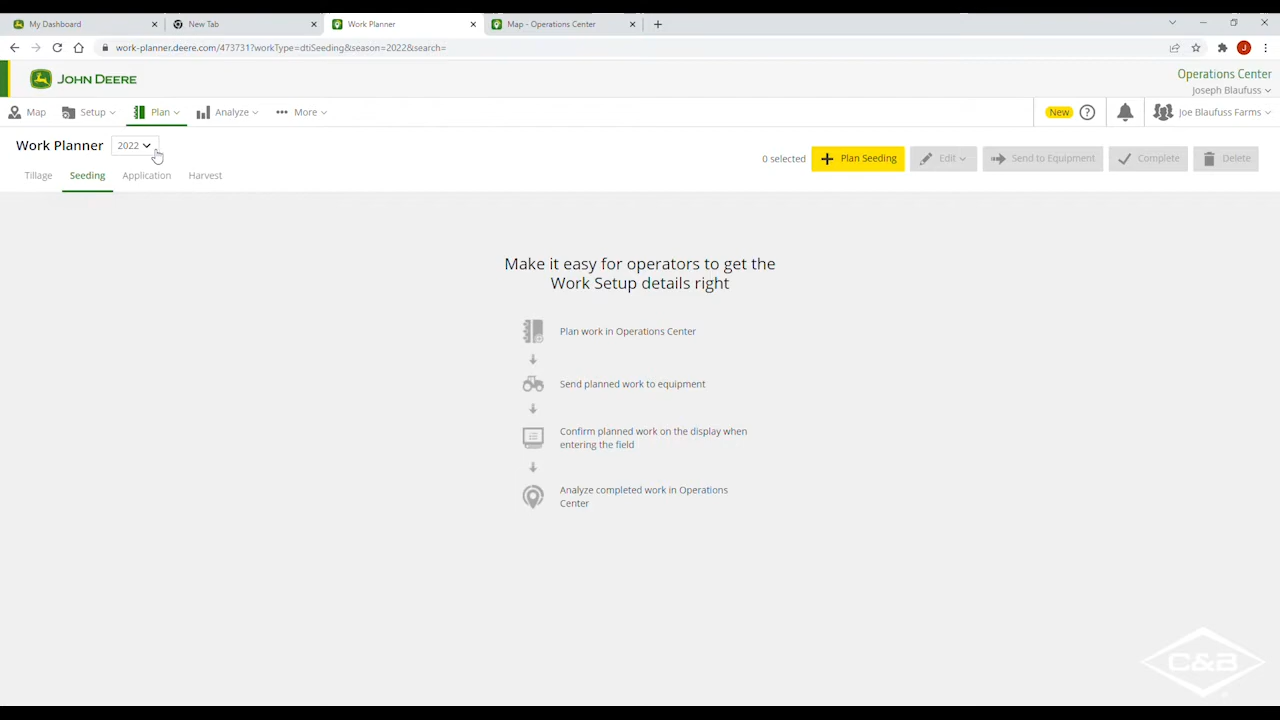 My Dashboard
New Tab
Work Planner
Map - Operations Center
work-planner.deere.com/473731?workType=dtiSeeding&season=2022&search=
J
JOHN DEERE
Operations Center
Joseph Blaufuss
Map
Setup
Plan
Analyze
More
New
Joe Blaufuss Farms
Work Planner
2022
0 selected
Plan Seeding
Edit
Send to Equipment
Complete
Delete
Tillage
Seeding
Application
Harvest
Make it easy for operators to get the
Work Setup details right
Plan work in Operations Center
Send planned work to equipment
Confirm planned work on the display when
entering the field
Analyze completed work in Operations
Center
C&B